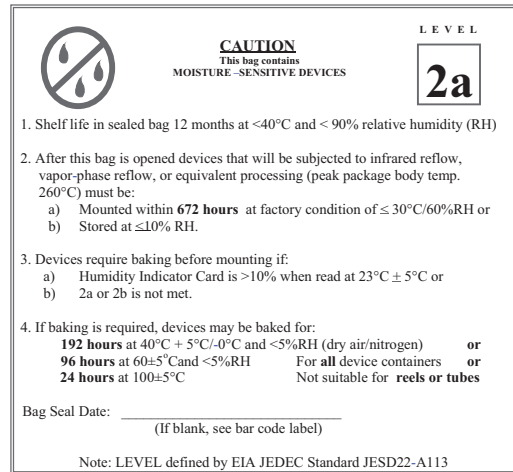 LEVEL
CAUTION
This bag contains
MOISTURE –SENSITIVE DEVICES
2a
1. Shelf life in sealed bag 12 months at <40°C and < 90% relative humidity (RH)
2. After this bag is opened devices that will be subjected to infrared reflow,
vapor-phase reflow, or equivalent processing (peak package body temp.
260°C) must be:
a) Mounted within 672 hours at factory condition of ≤ 30°C/60%RH or
b) Stored at ≤10% RH.
3. Devices require baking before mounting if:
a) Humidity Indicator Card is >10% when read at 23°C ± 5°C or
b) 2a or 2b is not met.
4. If baking is required, devices may be baked for:
192 hours at 40°C + 5°C/-0°C and <5%RH (dry air/nitrogen) or
96 hours at 60±5°Cand <5%RH For all device containers or
24 hours at 100±5°C Not suitable for reels or tubes
Bag Seal Date: ______________________________
(If blank, see bar code label)
Note: LEVEL defined by EIA JEDEC Standard JESD22-A113